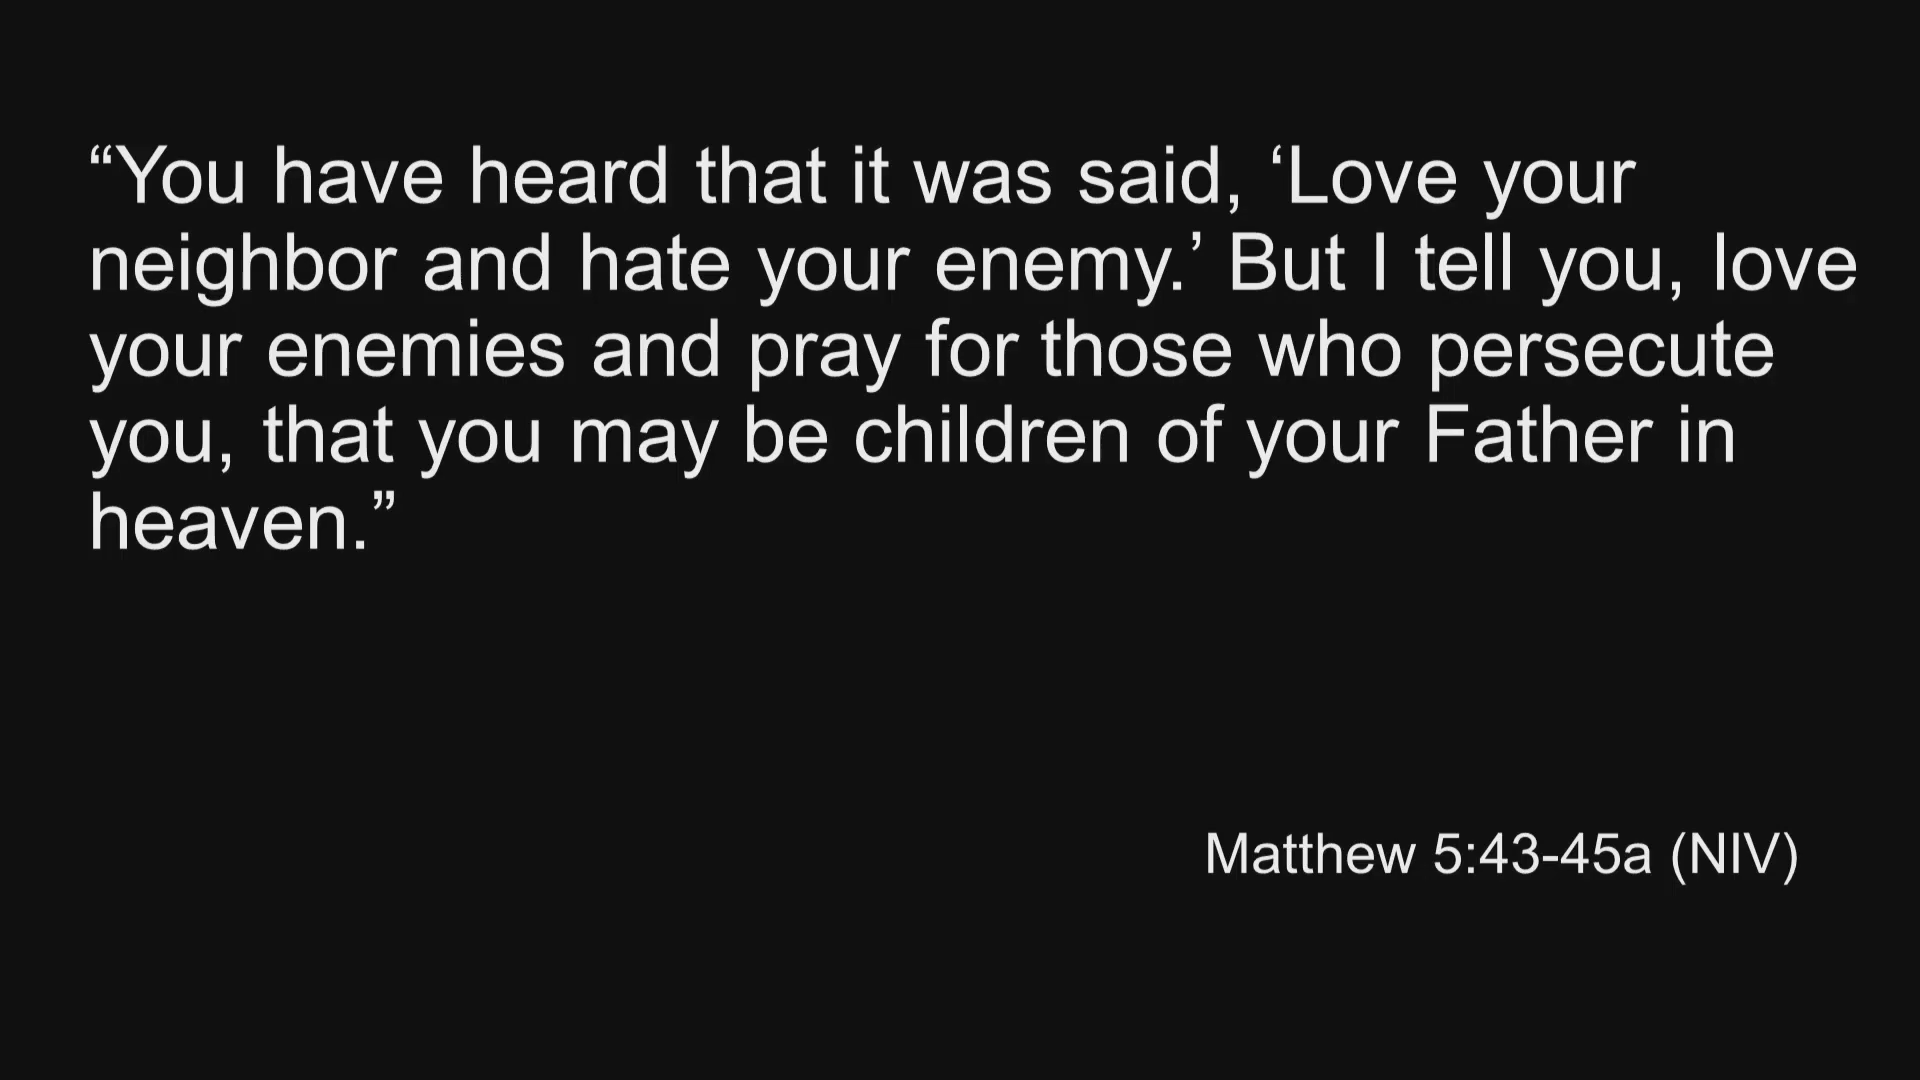 “You have heard that it was said, ‘Love your
neighbor and hate your enemy.’ But I tell you, love
your enemies and pray for those who persecute
you, that you may be children of your Father in
heaven.”
Matthew 5:43-45a (NIV)